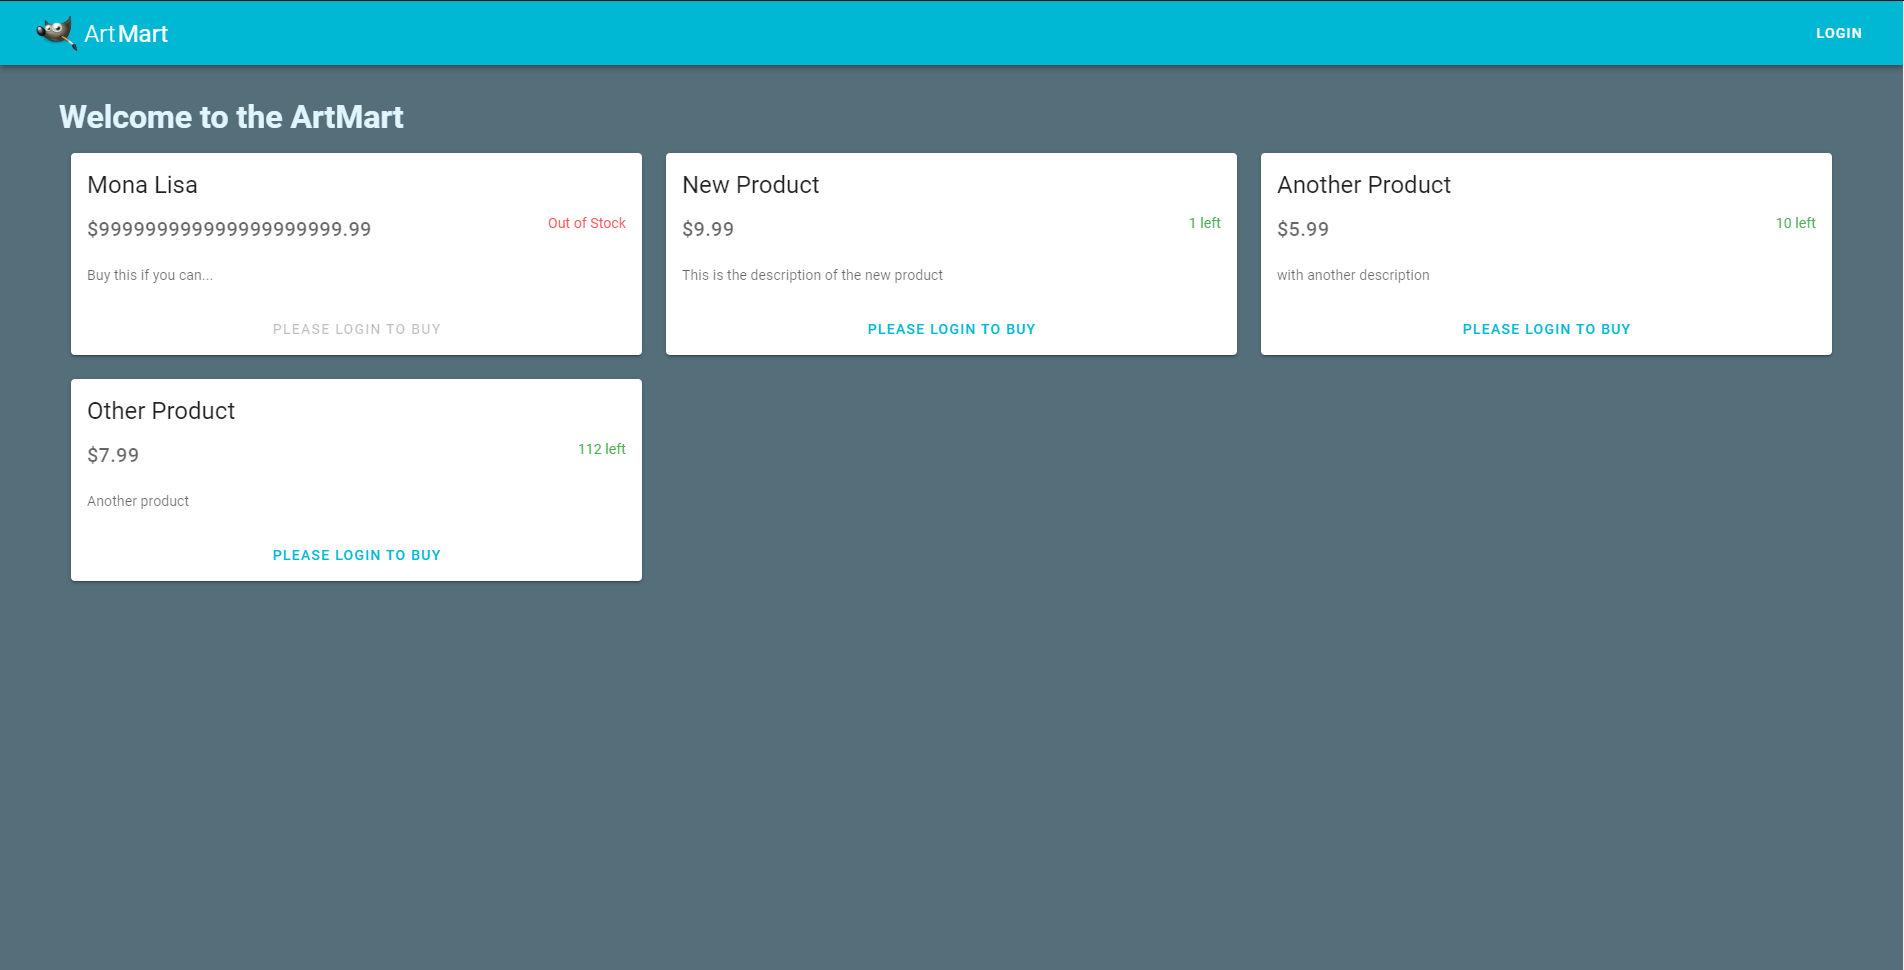 ArtMart
LOGIN
Welcome to the ArtMart
Mona Lisa
$999999999999999999999.99
Out of Stock
Buy this if you can...
PLEASE LOGIN TO BUY
New Product
$9.99
1 left
This is the description of the new product
PLEASE LOGIN TO BUY
Another Product
$5.99
10 left
with another description
PLEASE LOGIN TO BUY
Other Product
$7.99
112 left
Another product
PLEASE LOGIN TO BUY